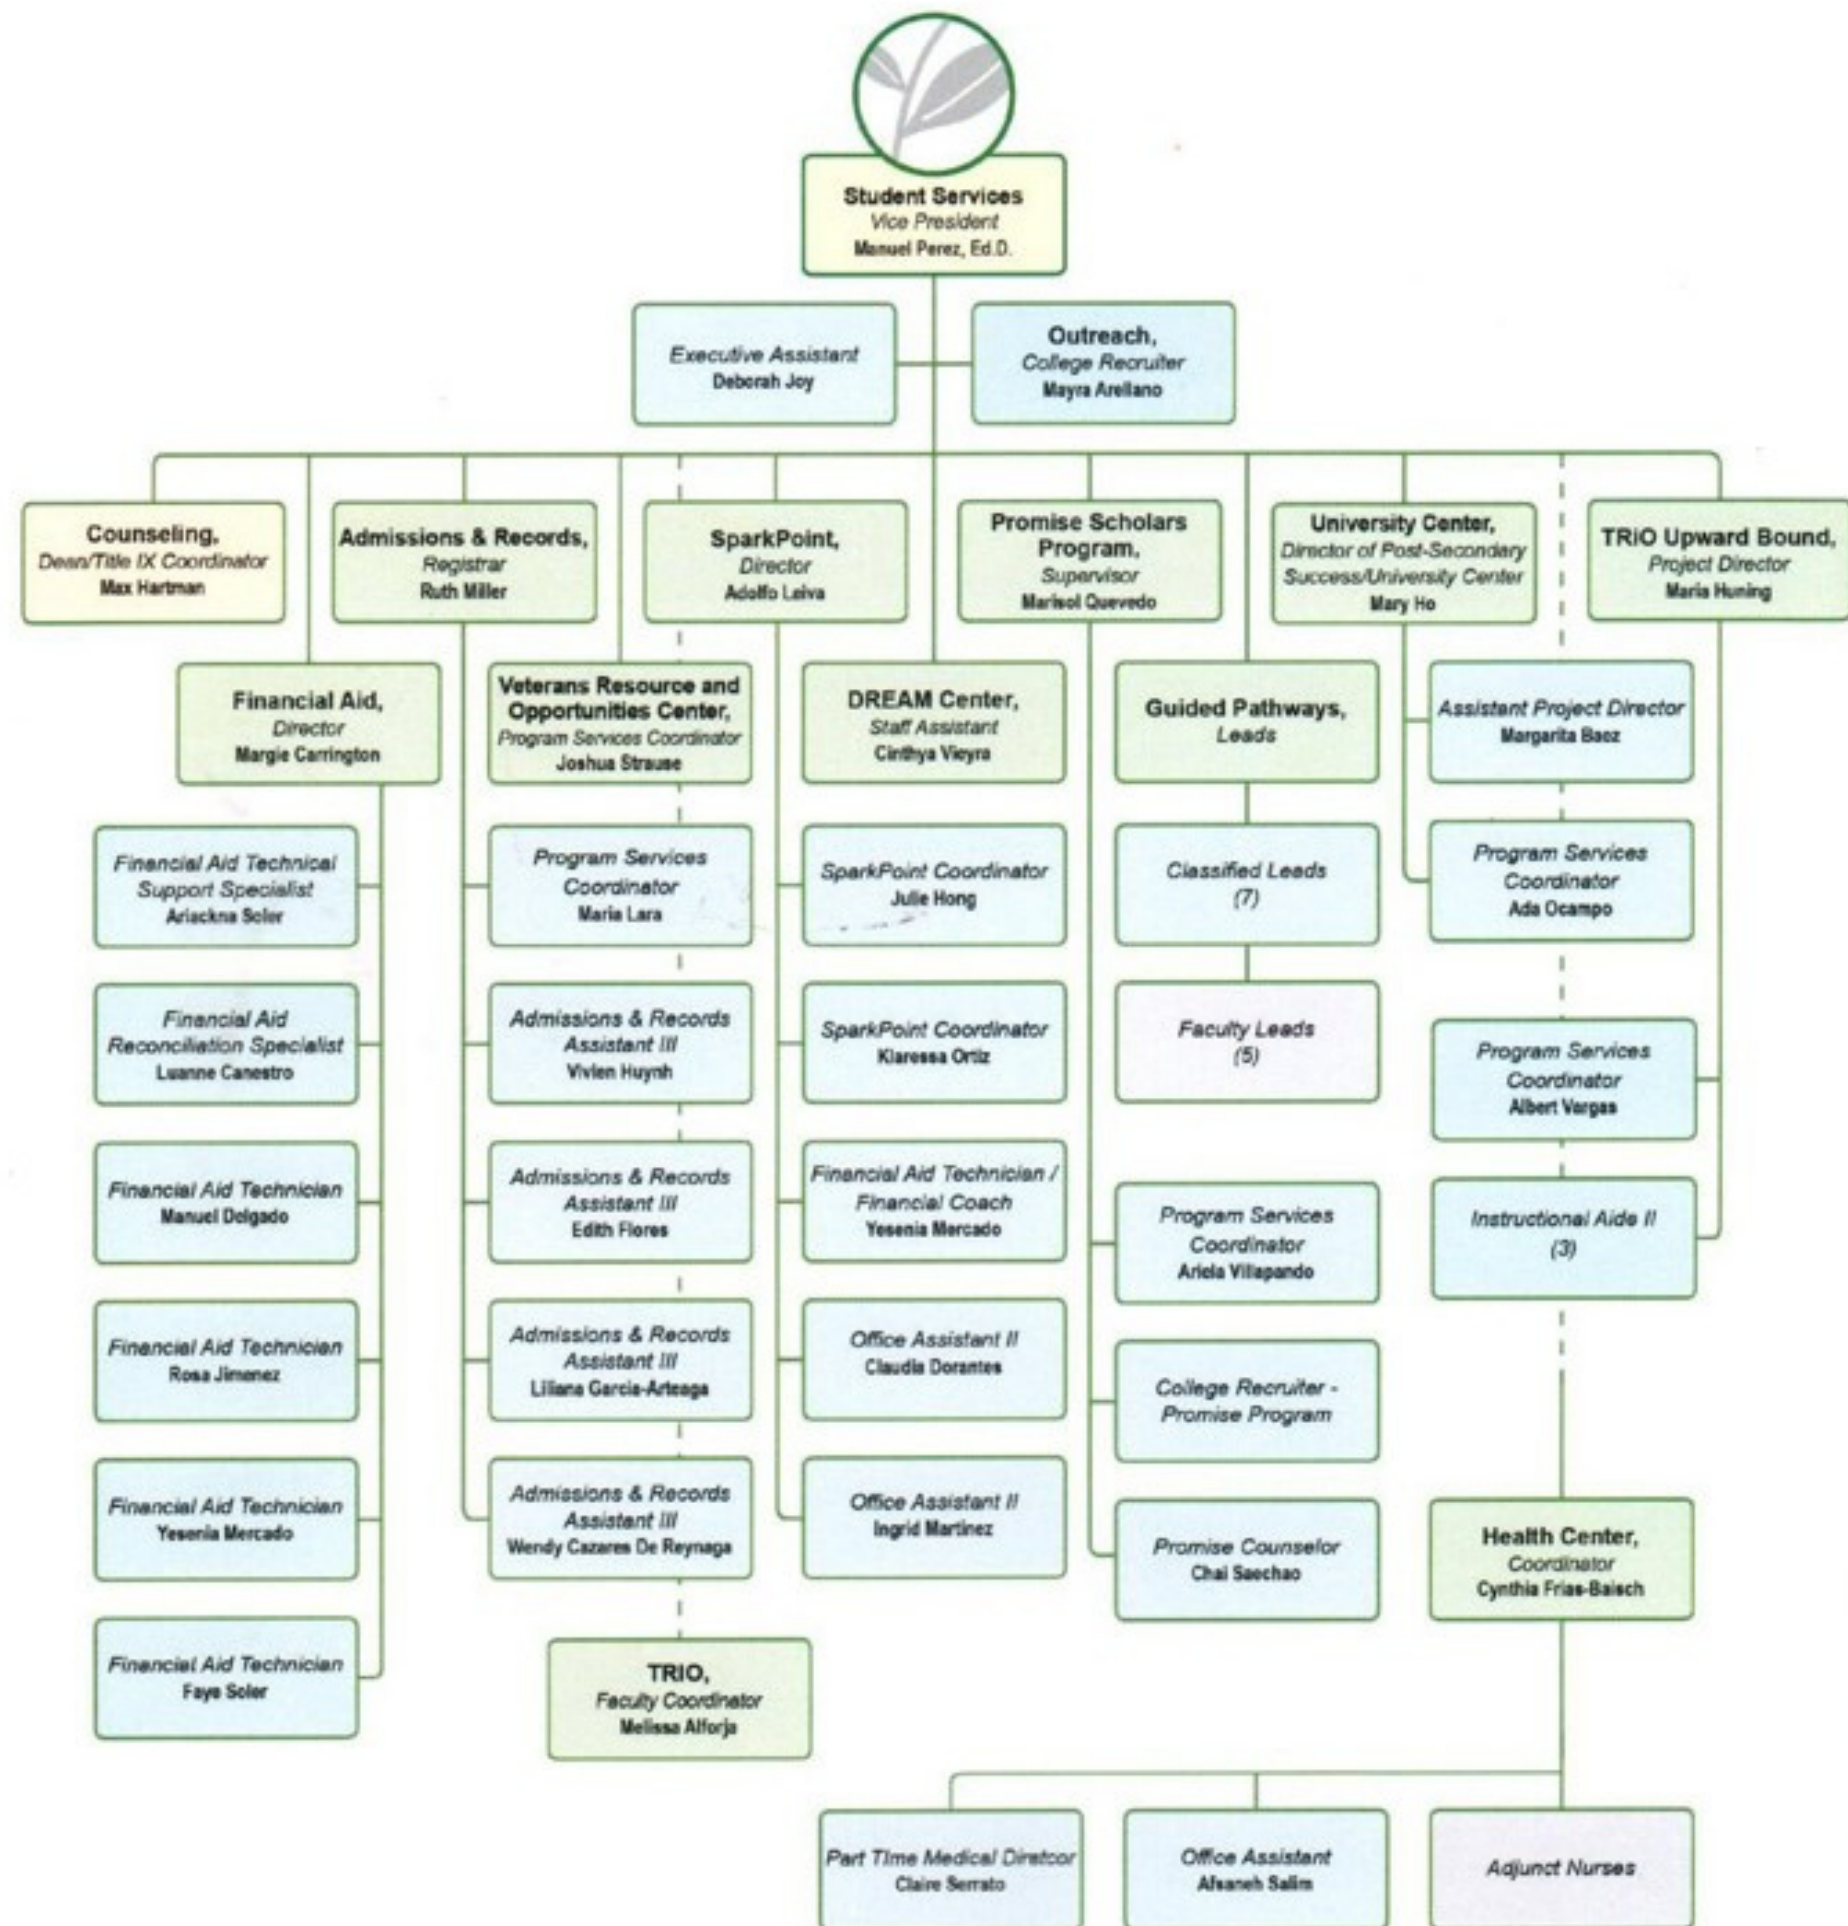 Student Services
Vice President
Manuel Perez, Ed.D.
Executive Assistant
Deborah Joy
Outreach,
College Recruiter
Mayra Arellano
Counseling,
Dean/Title IX Coordinator
Max Hartman
Admissions & Records,
Registrar
Ruth Miller
SparkPoint,
Director
Adolfo Leiva
Promise Scholars
Program,
Supervisor
Marisol Quevedo
University Center,
Director of Post-Secondary
Success/University Center
Mary Ho
TRiO Upward Bound,
Project Director
Maria Huning
Financial Aid,
Director
Margie Carrington
Veterans Resource and
Opportunities Center,
Program Services Coordinator
Joshua Strause
DREAM Center,
Staff Assistant
Cinthya Vieyra
Guided Pathways,
Leads
Assistant Project Director
Margarita Baez
Financial Aid Technical
Support Specialist
Ariackna Soler
Program Services
Coordinator
Maria Lara
SparkPoint Coordinator
Julie Hong
Classified Leads
(7)
Program Services
Coordinator
Ada Ocampo
Financial Aid
Reconciliation Specialist
Luanne Canestro
Admissions & Records
Assistant III
Vivien Huynh
SparkPoint Coordinator
Klaressa Ortiz
Faculty Leads
(5)
Program Services
Coordinator
Albert Vargas
Financial Aid Technician
Manuel Delgado
Admissions & Records
Assistant III
Edith Flores
Financial Aid Technician /
Financial Coach
Yesenia Mercado
Program Services
Coordinator
Ariela Villapando
Instructional Aide II
(3)
Financial Aid Technician
Rosa Jimenez
Admissions & Records
Assistant III
Liliana Garcia-Arteaga
Office Assistant II
Claudia Dorantes
College Recruiter -
Promise Program
Financial Aid Technician
Yesenia Mercado
Admissions & Records
Assistant III
Wendy Cazares De Reynaga
Office Assistant II
Ingrid Martinez
Promise Counselor
Chai Saechao
Health Center,
Coordinator
Cynthia Frias-Baisch
Financial Aid Technician
Faye Soler
TRIO,
Faculty Coordinator
Melissa Alforja
Part TIme Medical Diretcor
Claire Serrato
Office Assistant
Afsaneh Salim
Adjunct Nurses